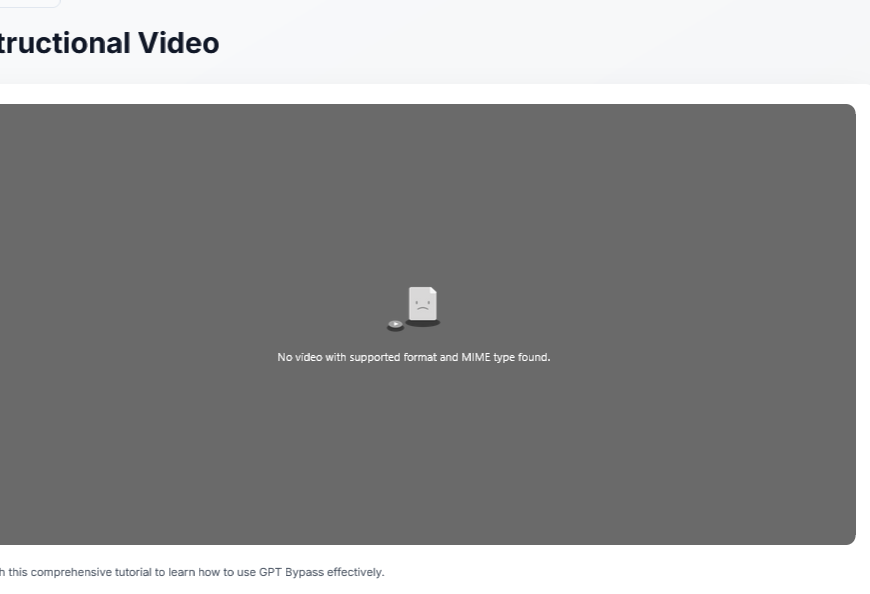 tructional Video
No video with supported format and MIME type found.
h this comprehensive tutorial to learn how to use GPT Bypass effectively.